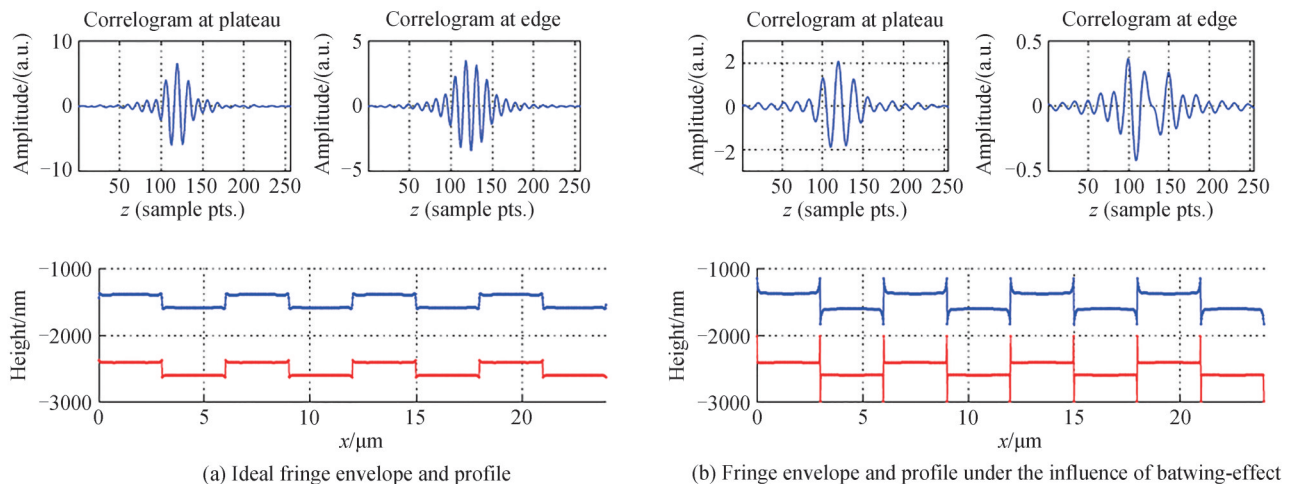 Correlogram at plateau
Correlogram at edge
Amplitude/(a.u.)
10
0
−10
50 100 150 200 250
z (sample pts.)
Amplitude/(a.u.)
5
0
−5
50 100 150 200 250
z (sample pts.)
Height/nm
−1000
−2000
−3000
0 5 10 15 20
x/μm
(a) Ideal fringe envelope and profile
Correlogram at plateau
Correlogram at edge
Amplitude/(a.u.)
2
0
−2
50 100 150 200 250
z (sample pts.)
Amplitude/(a.u.)
0.5
0
−0.5
50 100 150 200 250
z (sample pts.)
Height/nm
−1000
−2000
−3000
0 5 10 15 20
x/μm
(b) Fringe envelope and profile under the influence of batwing-effect